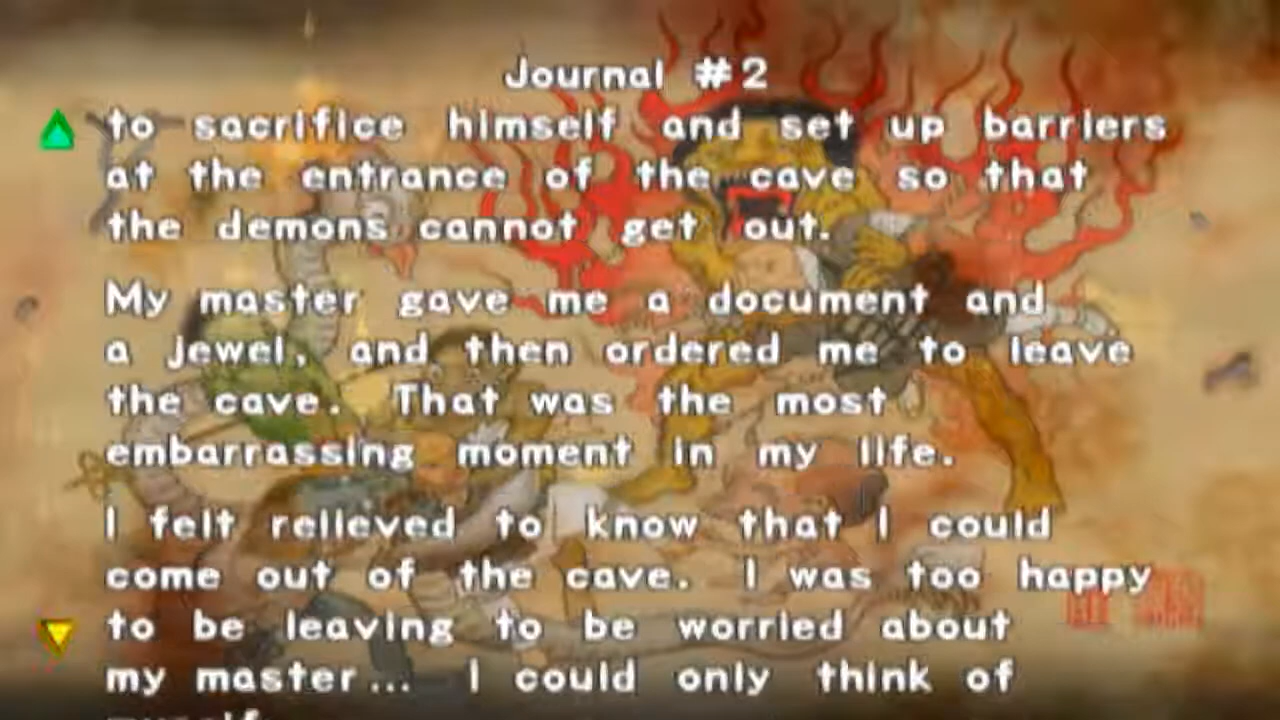 Journal #2
to sacrifice himself and set up barriers
at the entrance of the cave so that
the demons cannot get out.
My master gave me a document and
a jewel, and then ordered me to leave
the cave. That was the most
embarrassing moment in my life.
I felt relieved to know that I could
come out of the cave. I was too happy
to be leaving to be worried about
my master... I could only think of